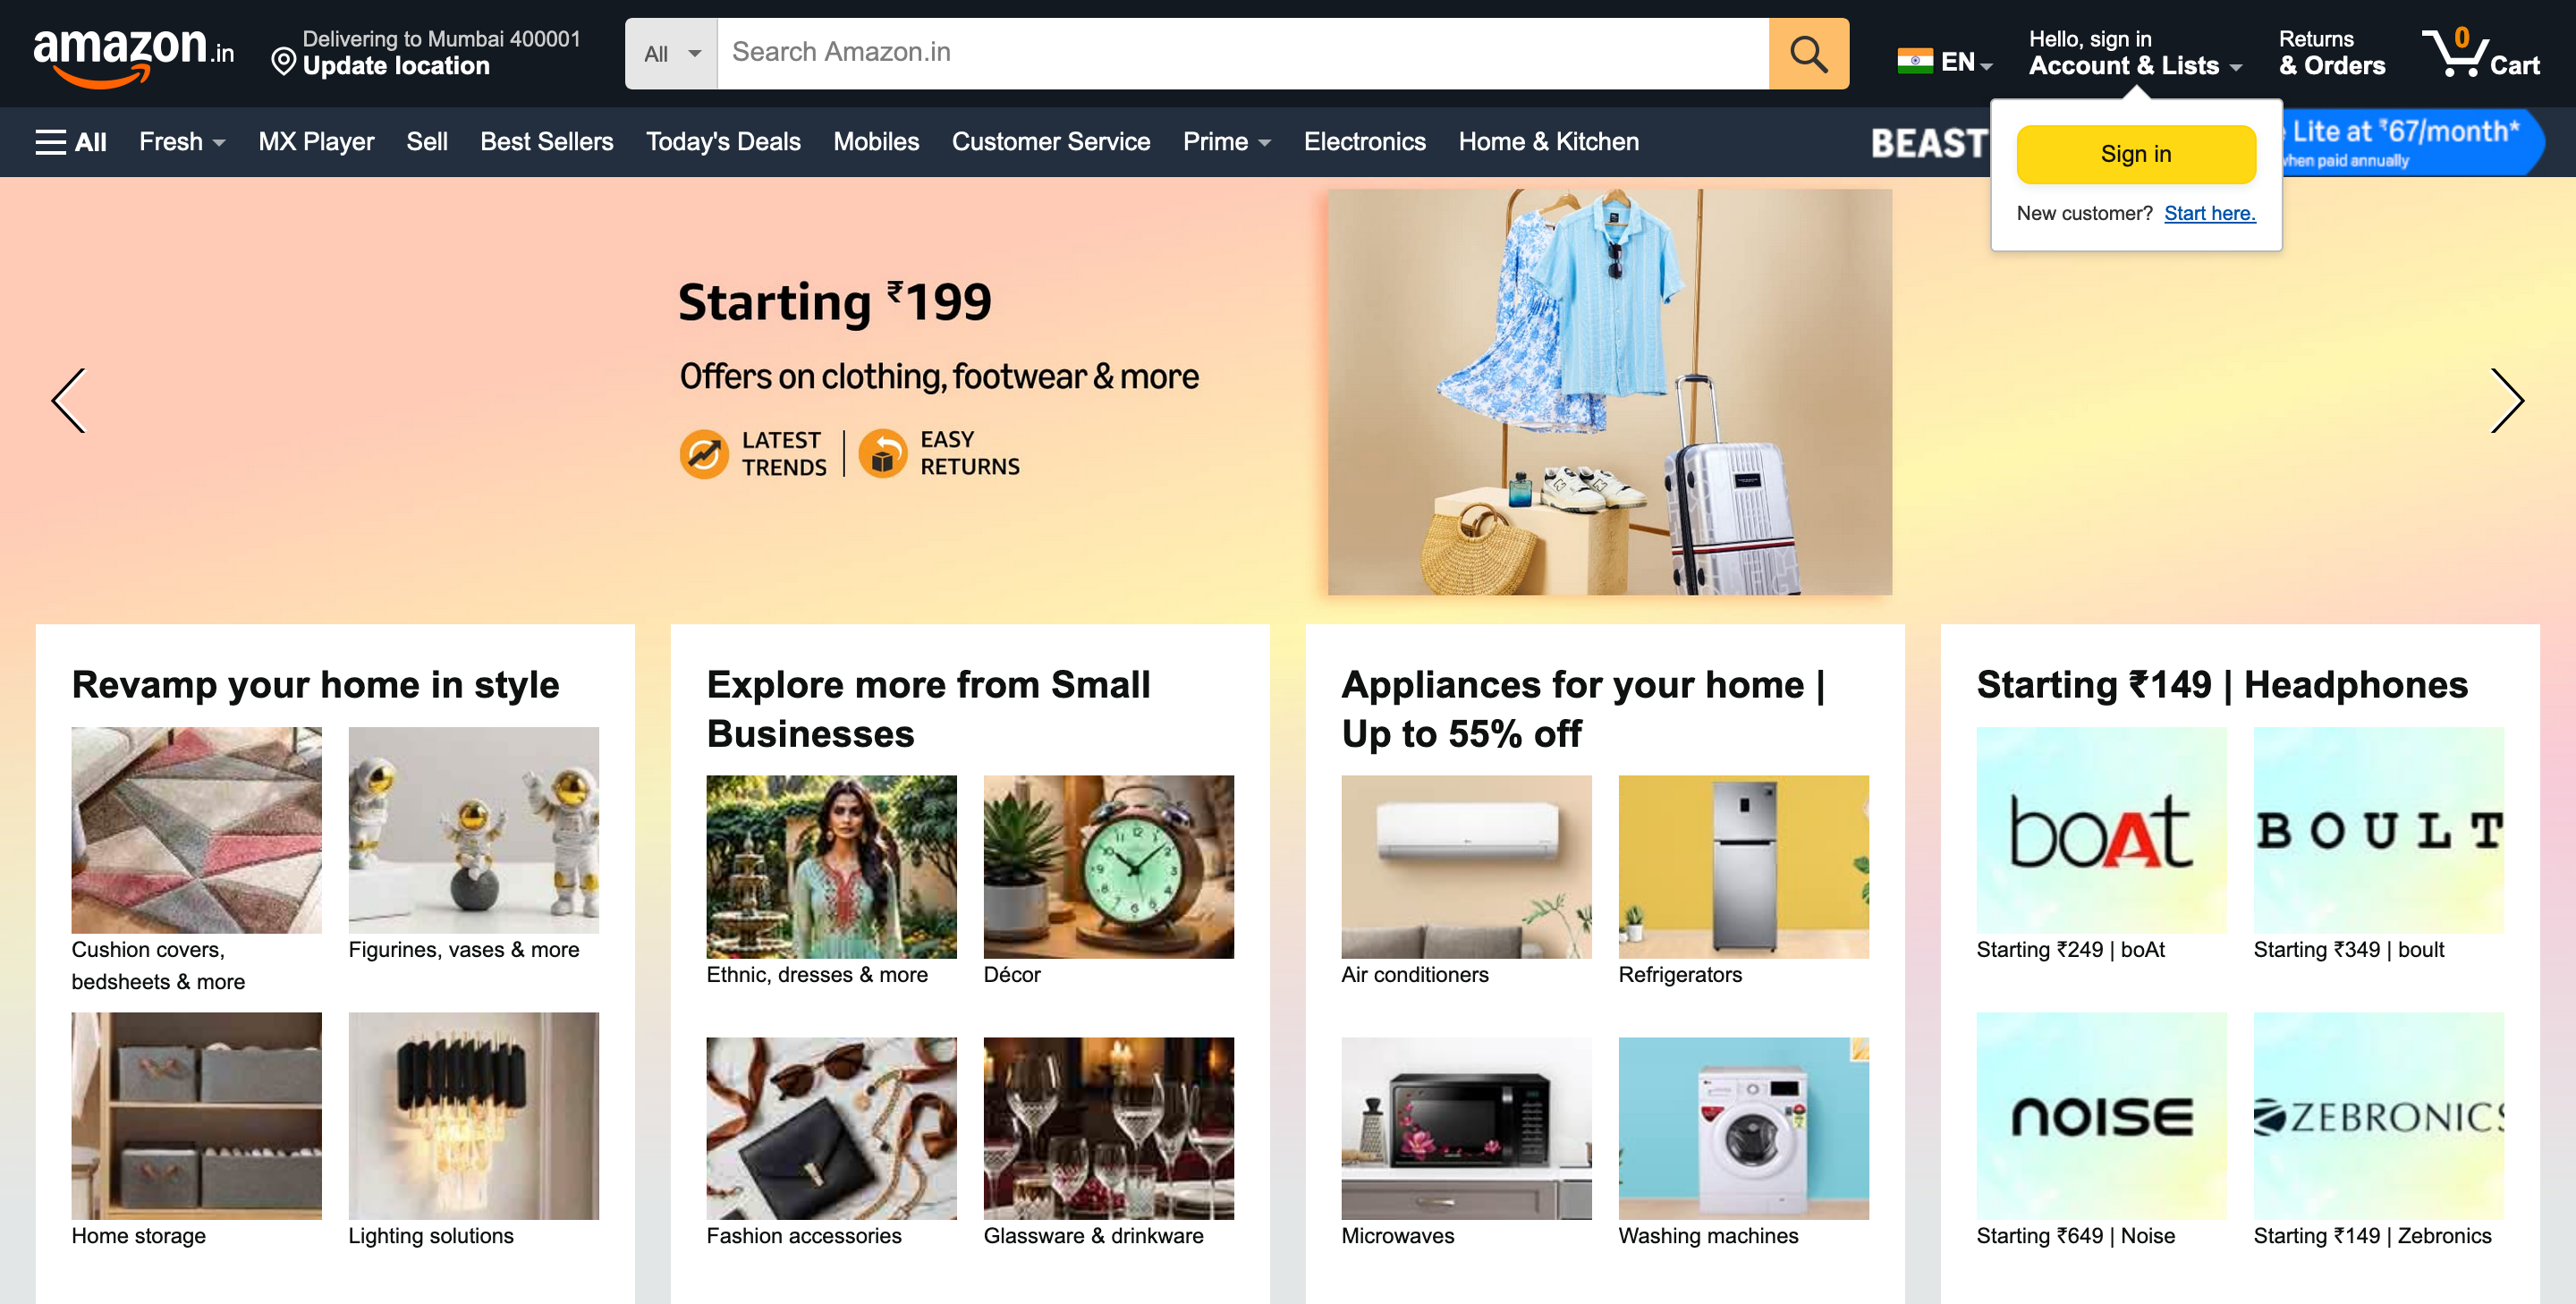 amazon.in
Delivering to Mumbai 400001
Update location
All
Search Amazon.in
EN
Hello, sign in
Account & Lists
Returns
& Orders
0
Cart
All
Fresh
MX Player
Sell
Best Sellers
Today's Deals
Mobiles
Customer Service
Prime
Electronics
Home & Kitchen
BEAST
Lite at ₹67/month*
when paid annually
Sign in
New customer? Start here.
Starting ₹199
Offers on clothing, footwear & more
LATEST
TRENDS
EASY
RETURNS
Revamp your home in style
Cushion covers,
bedsheets & more
Figurines, vases & more
Home storage
Lighting solutions
Explore more from Small
Businesses
Ethnic, dresses & more
Décor
Fashion accessories
Glassware & drinkware
Appliances for your home |
Up to 55% off
Air conditioners
Refrigerators
Microwaves
Washing machines
Starting ₹149 | Headphones
boAt
BOULT
Starting ₹249 | boAt
Starting ₹349 | boult
NOISE
ZEBRONICS
Starting ₹649 | Noise
Starting ₹149 | Zebronics